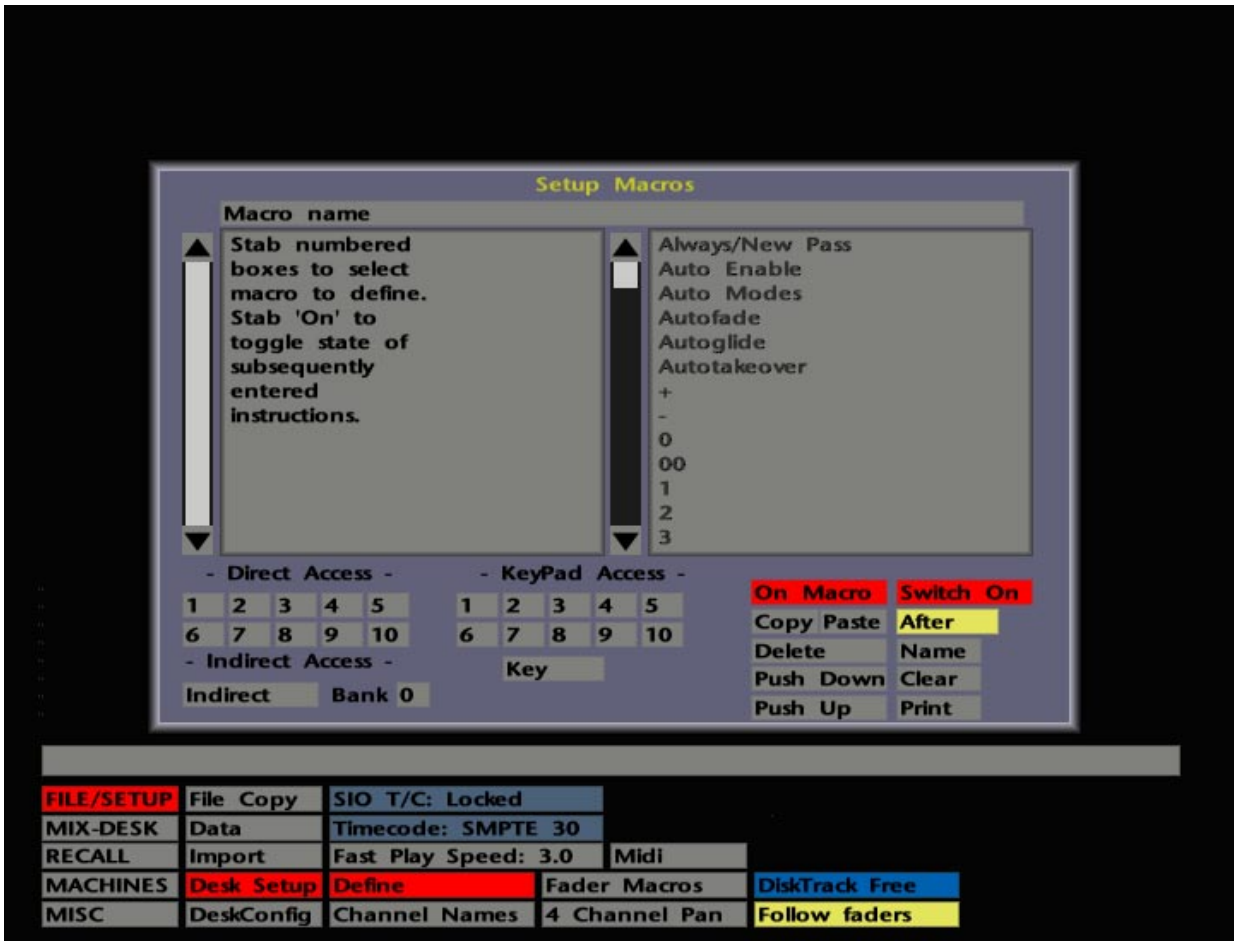 Setup Macros
Macro name
Stab numbered
boxes to select
macro to define.
Stab 'On' to
toggle state of
subsequently
entered
instructions.
Always/New Pass
Auto Enable
Auto Modes
Autofade
Autoglide
Autotakeover
+
-
0
00
1
2
3
- Direct Access -
1 2 3 4 5
6 7 8 9 10
- Indirect Access -
Indirect Bank 0
- KeyPad Access -
1 2 3 4 5
6 7 8 9 10
Key
On Macro Switch On
Copy Paste After
Delete Name
Push Down Clear
Push Up Print
FILE/SETUP File Copy SIO T/C: Locked
MIX-DESK Data Timecode: SMPTE 30
RECALL Import Fast Play Speed: 3.0 Midi
MACHINES Desk Setup Define Fader Macros DiskTrack Free
MISC DeskConfig Channel Names 4 Channel Pan Follow faders